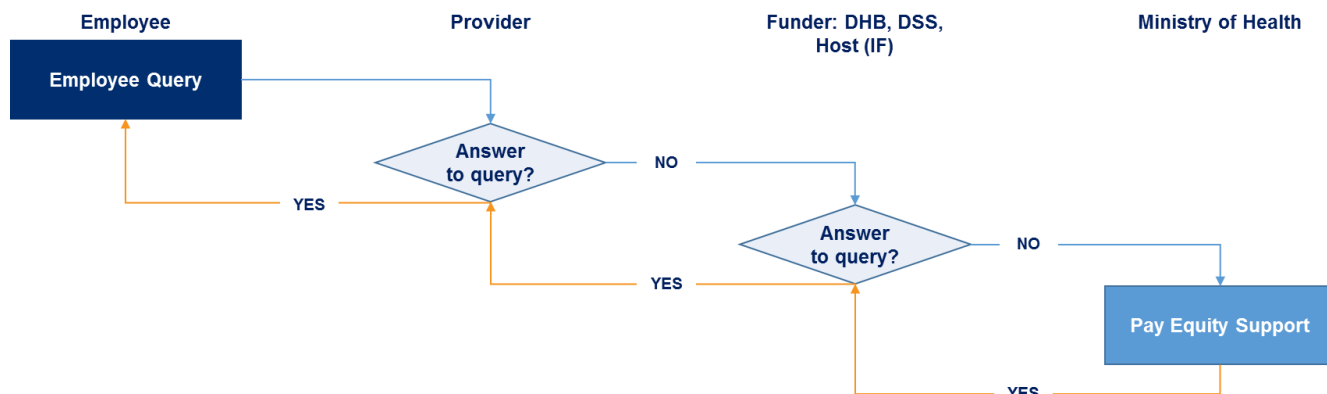 Employee
Provider
Funder: DHB, DSS,
Host (IF)
Ministry of Health
Employee Query
Answer
to query?
NO
YES
Answer
to query?
NO
YES
Pay Equity Support
YES